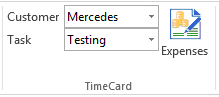 Customer Mercedes
Task Testing
Expenses
TimeCard